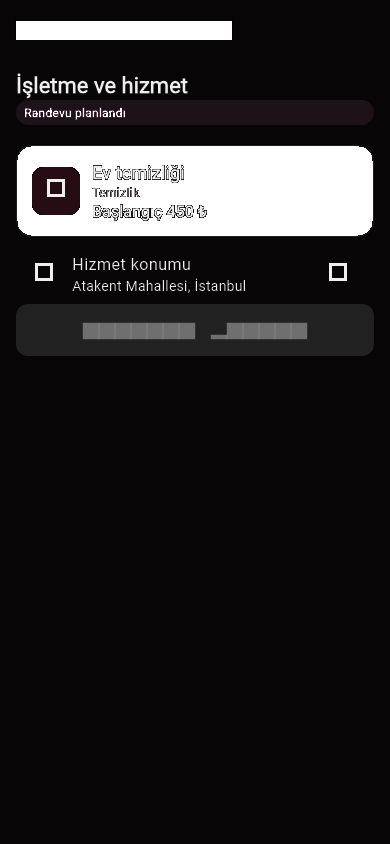 İşletme ve hizmet
Randevu planlandı
Ev temizliği
Temizlik
Başlangıç 450 ₺
Hizmet konumu
Atakent Mahallesi, İstanbul